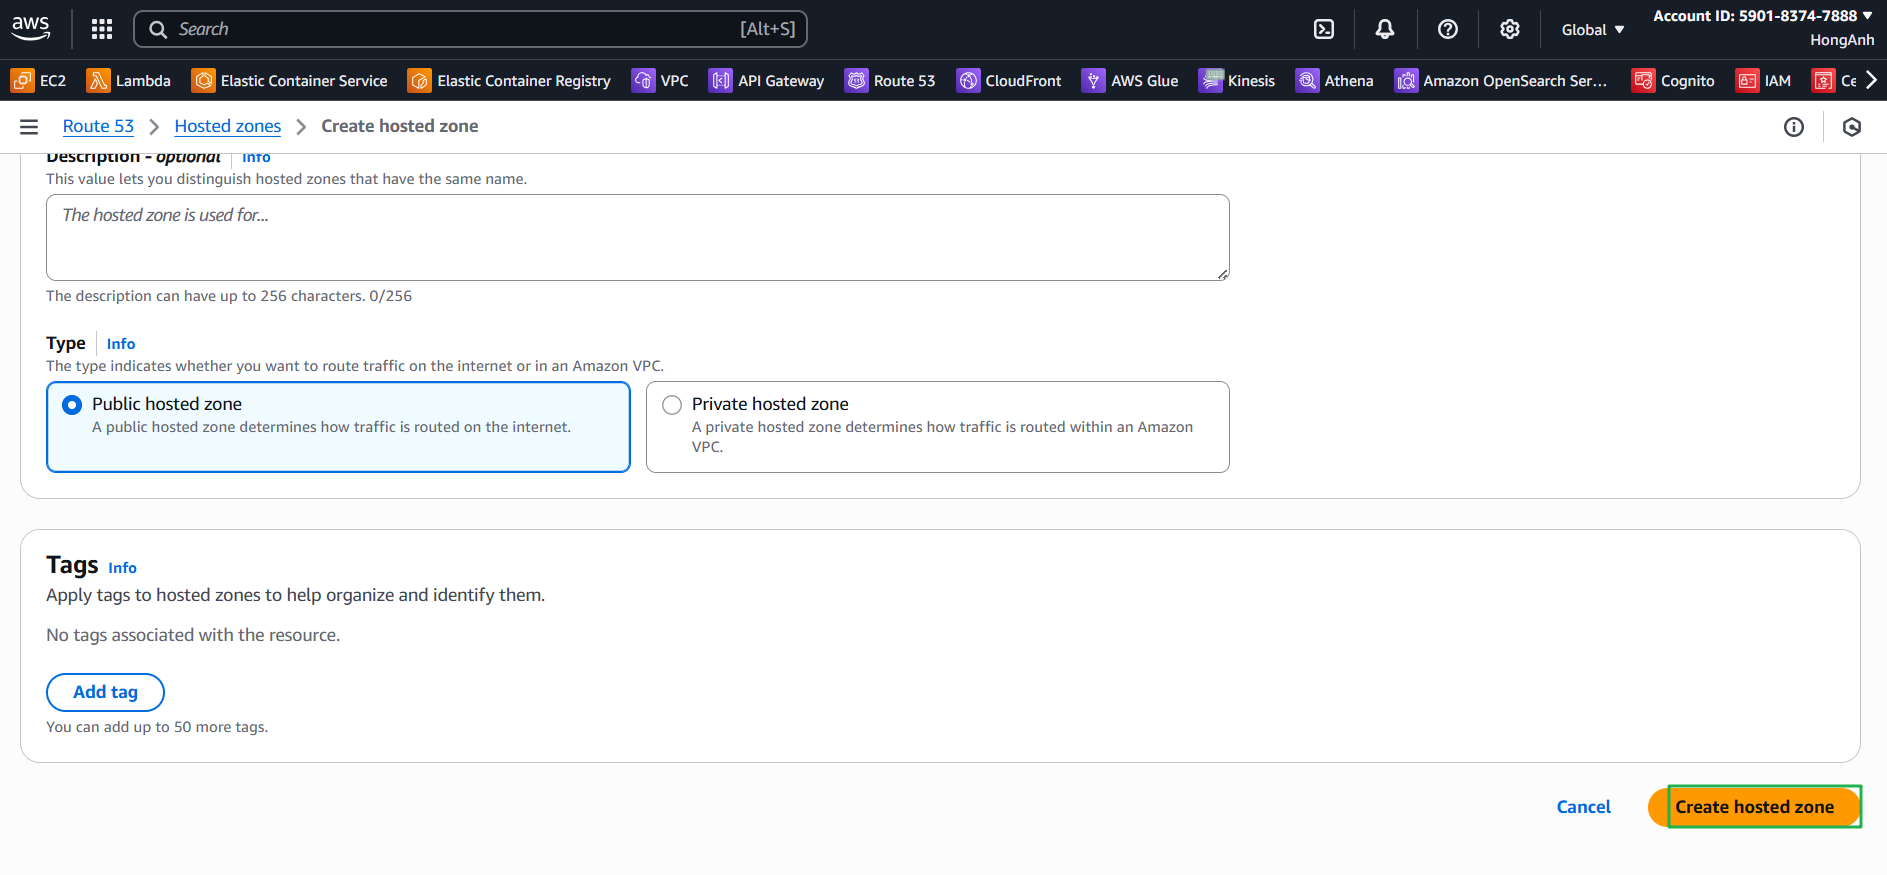 aws
Search [Alt+S]
Global
Account ID: 5901-8374-7888
HongAnh
EC2 Lambda Elastic Container Service Elastic Container Registry VPC API Gateway Route 53 CloudFront AWS Glue Kinesis Athena Amazon OpenSearch Ser... Cognito IAM Ce
Route 53 Hosted zones Create hosted zone
Description - optional Info
This value lets you distinguish hosted zones that have the same name.
The hosted zone is used for...
The description can have up to 256 characters. 0/256
Type Info
The type indicates whether you want to route traffic on the internet or in an Amazon VPC.
Public hosted zone
A public hosted zone determines how traffic is routed on the internet.
Private hosted zone
A private hosted zone determines how traffic is routed within an Amazon
VPC.
Tags Info
Apply tags to hosted zones to help organize and identify them.
No tags associated with the resource.
Add tag
You can add up to 50 more tags.
Cancel Create hosted zone